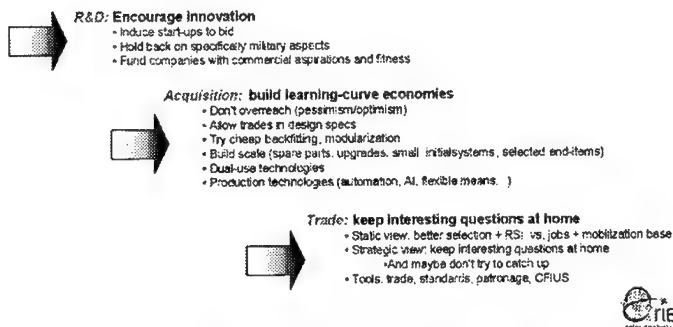 R&D: Encourage innovation
• Induce start-ups to bid
• Hold back on specifically military aspects
• Fund companies with commercial aspirations and fitness
Acquisition: build learning-curve economies
• Don't overreach (pessimism/optimism)
• Allow trades in design specs
• Try cheap backfitting, modularization
• Build scale (spare parts, upgrades, small initial systems, selected end-items)
• Dual-use technologies
• Production technologies (automation, AI, flexible means. )
Trade: keep interesting questions at home
• Static view: better selection + RSI vs. jobs + mobilization base
• Strategic view: keep interesting questions at home
• And maybe don't try to catch up
• Tools: trade, standards, patronage, CFIUS